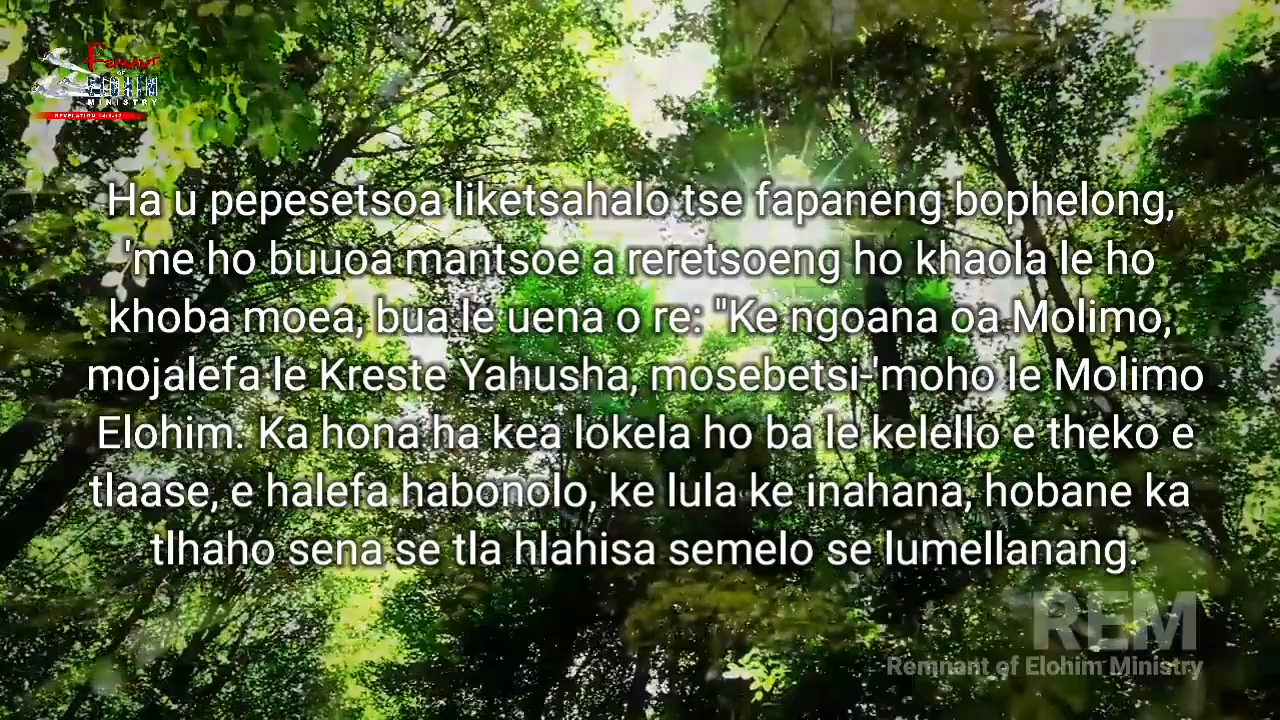 Remnant
OF
ELOHIM
MINISTRY
Ha u pepesetsoa liketsahalo tse fapaneng bophelong,
'me ho buuoa mantsoe a reretsoeng ho khaola le ho
khoba moea, bua le uena o re: "Ke ngoana oa Molimo,
mojalefa le Kreste Yahusha, mosebetsi-'moho le Molimo
Elohim. Ka hona ha kea lokela ho ba le kelello e theko e
tlaase, e halefa habonolo, ke lula ke inahana, hobane ka
tlhaho sena se tla hlahisa semelo se lumellanang.
REM
Remnant of Elohim Ministry